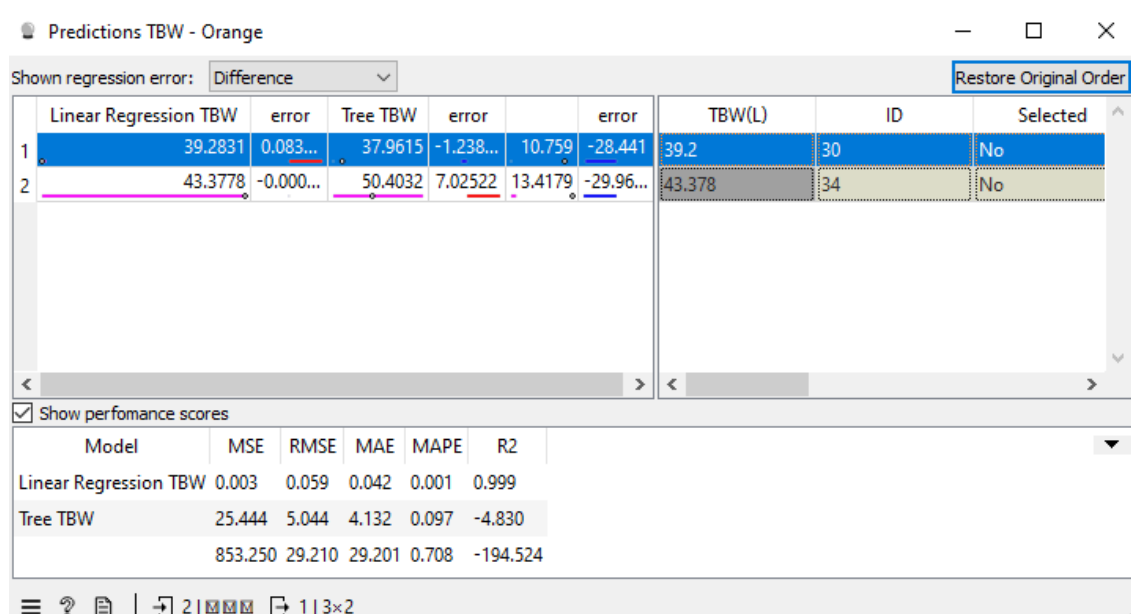 Predictions TBW - Orange
Shown regression error: Difference Restore Original Order
Linear Regression TBW error Tree TBW error error TBW(L) ID Selected
1 39.2831 0.083... 37.9615 -1.238... 10.759 -28.441 39.2 30 No
2 43.3778 -0.000... 50.4032 7.02522 13.4179 -29.96... 43.378 34 No
Show perfomance scores
Model MSE RMSE MAE MAPE R2
Linear Regression TBW 0.003 0.059 0.042 0.001 0.999
Tree TBW 25.444 5.044 4.132 0.097 -4.830
853.250 29.210 29.201 0.708 -194.524
2 | 1 | 3×2